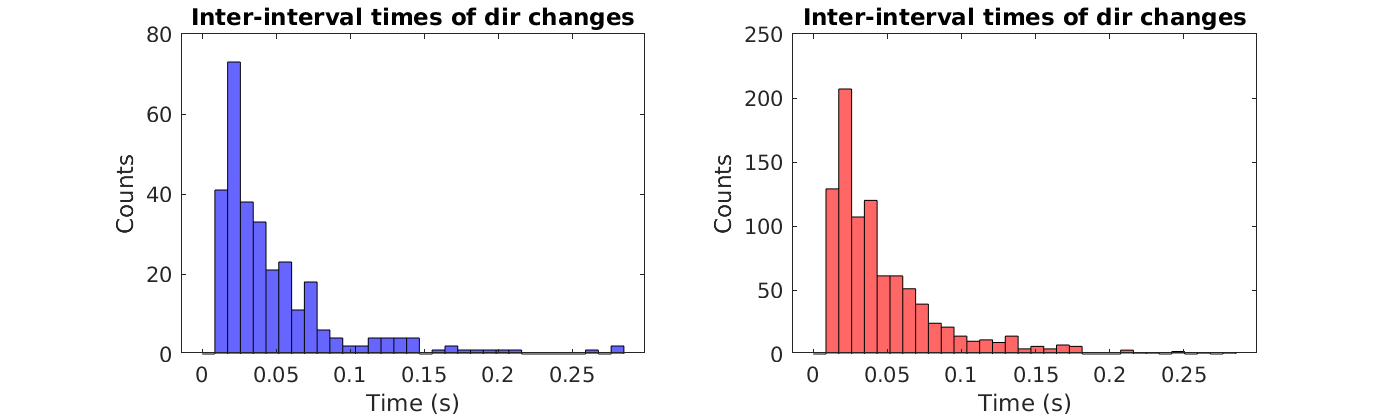 Inter-interval times of dir changes
80
60
40
20
0
Counts
0 0.05 0.1 0.15 0.2 0.25
Time (s)
Inter-interval times of dir changes
250
200
150
100
50
0
Counts
0 0.05 0.1 0.15 0.2 0.25
Time (s)